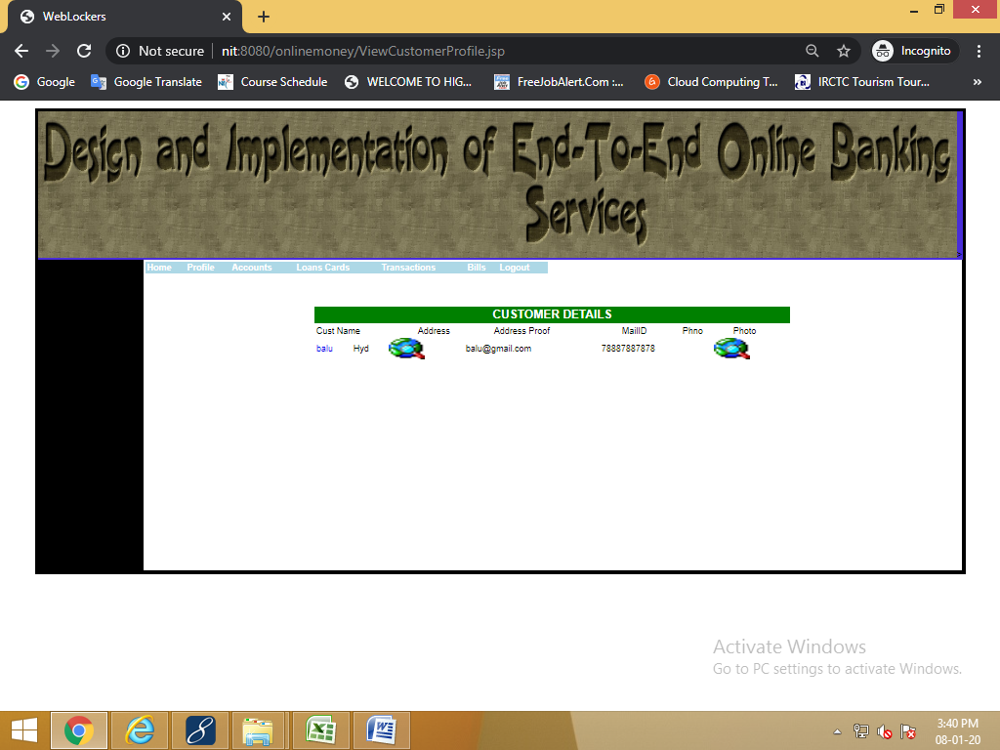 WebLockers
Not secure
nit:8080/onlinemoney/ViewCustomerProfile.jsp
Incognito
Google
Google Translate
Course Schedule
WELCOME TO HIG...
FreeJobAlert.Com :...
Cloud Computing T...
IRCTC Tourism Tour...
»
Design and Implementation of End-To-End Online Banking
Services
>
Home Profile Accounts Loans Cards Transactions Bills Logout
CUSTOMER DETAILS
Cust Name Address Address Proof MailID Phno Photo
balu Hyd balu@gmail.com 78887887878
Activate Windows
Go to PC settings to activate Windows.
3:40 PM
08-01-20